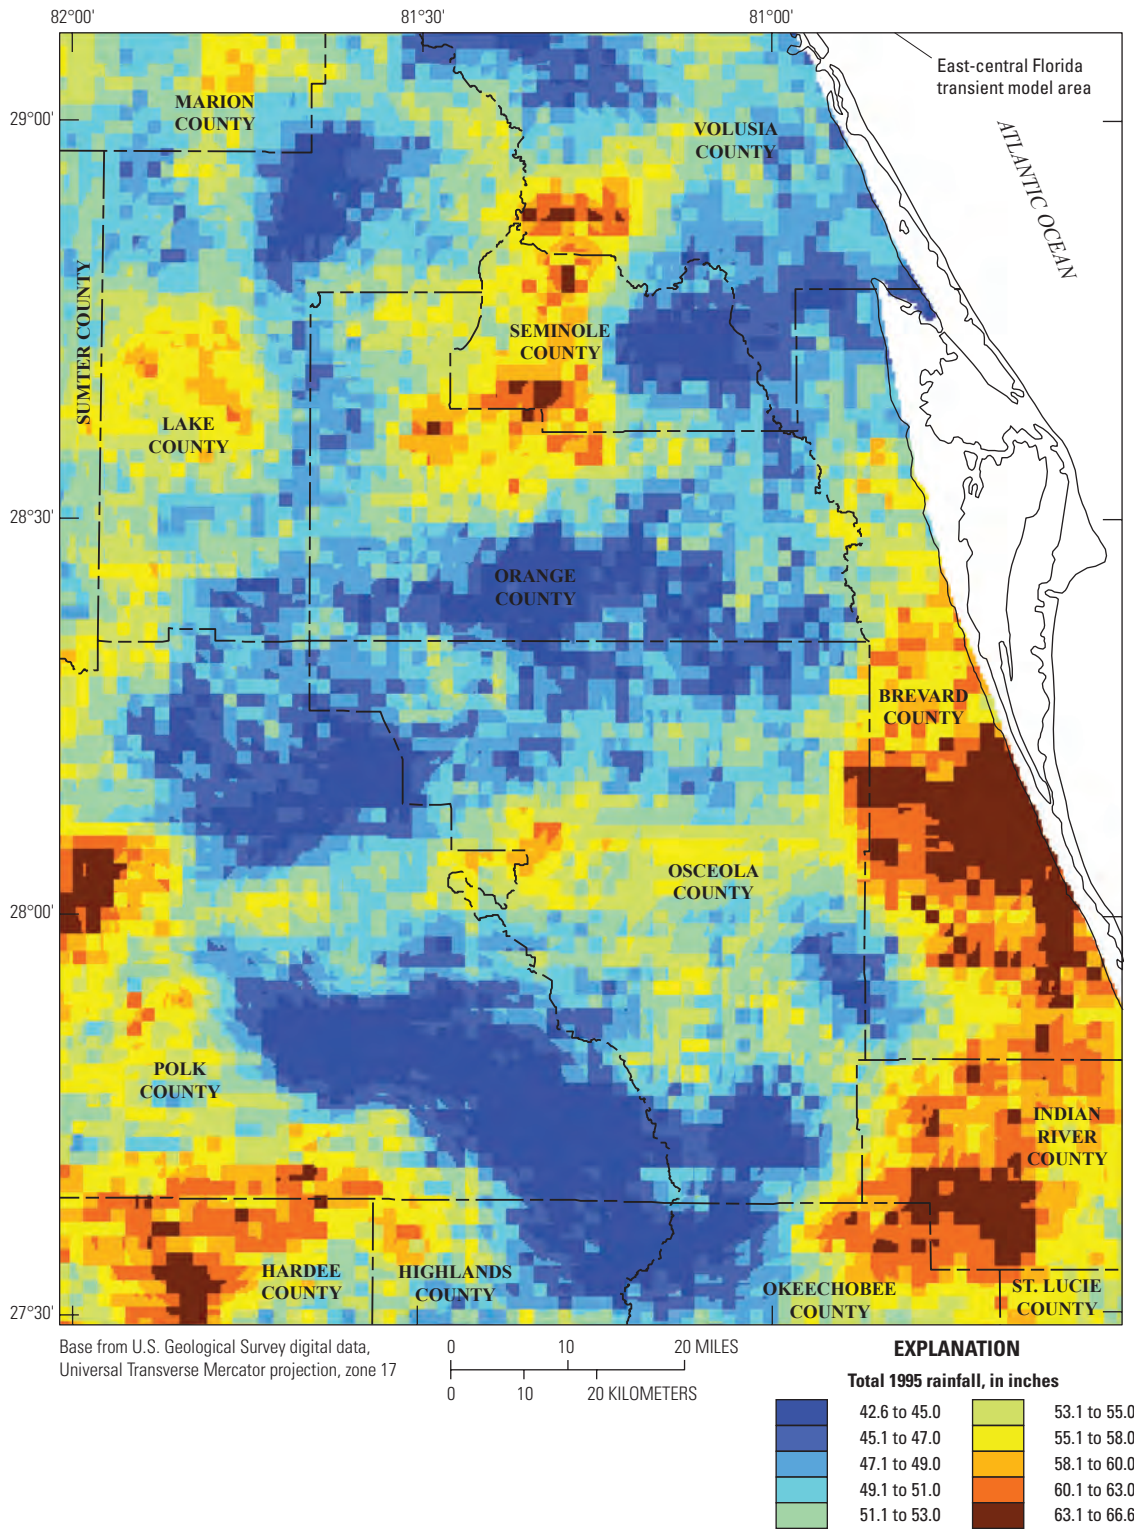 82°00'
81°30'
81°00'
East-central Florida
transient model area
29°00'
MARION
COUNTY
VOLUSIA
COUNTY
ATLANTIC OCEAN
SUMTER COUNTY
SEMINOLE
COUNTY
LAKE
COUNTY
28°30'
ORANGE
COUNTY
BREVARD
COUNTY
OSCEOLA
COUNTY
28°00'
POLK
COUNTY
INDIAN
RIVER
COUNTY
HARDEE
COUNTY
HIGHLANDS
COUNTY
OKEECHOBEE
COUNTY
ST. LUCIE
COUNTY
27°30'
Base from U.S. Geological Survey digital data,
Universal Transverse Mercator projection, zone 17
0 10 20 MILES
0 10 20 KILOMETERS
EXPLANATION
Total 1995 rainfall, in inches
42.6 to 45.0
45.1 to 47.0
47.1 to 49.0
49.1 to 51.0
51.1 to 53.0
53.1 to 55.0
55.1 to 58.0
58.1 to 60.0
60.1 to 63.0
63.1 to 66.6